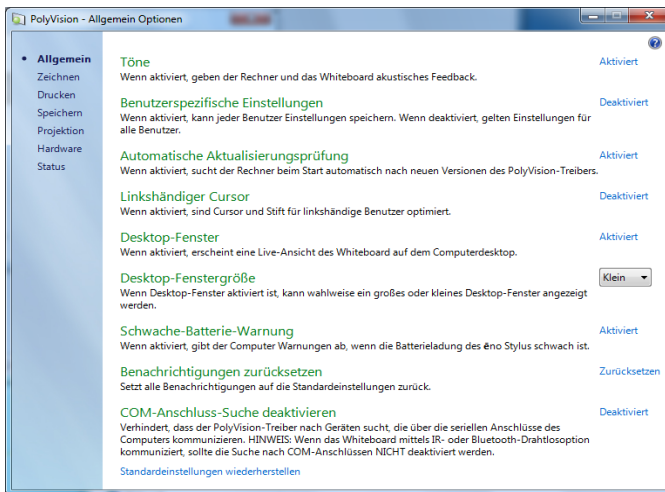 PolyVision - Allgemein Optionen
Allgemein
Zeichnen
Drucken
Speichern
Projektion
Hardware
Status
Töne Aktiviert
Wenn aktiviert, geben der Rechner und das Whiteboard akustisches Feedback.
Benutzerspezifische Einstellungen Deaktiviert
Wenn aktiviert, kann jeder Benutzer Einstellungen speichern. Wenn deaktiviert, gelten Einstellungen für
alle Benutzer.
Automatische Aktualisierungsprüfung Aktiviert
Wenn aktiviert, sucht der Rechner beim Start automatisch nach neuen Versionen des PolyVision-Treibers.
Linkshändiger Cursor Deaktiviert
Wenn aktiviert, sind Cursor und Stift für linkshändige Benutzer optimiert.
Desktop-Fenster Aktiviert
Wenn aktiviert, erscheint eine Live-Ansicht des Whiteboard auf dem Computerdesktop.
Desktop-Fenstergröße Klein
Wenn Desktop-Fenster aktiviert ist, kann wahlweise ein großes oder kleines Desktop-Fenster angezeigt
werden.
Schwache-Batterie-Warnung Aktiviert
Wenn aktiviert, gibt der Computer Warnungen ab, wenn die Batterieladung des ēno Stylus schwach ist.
Benachrichtigungen zurücksetzen Zurücksetzen
Setzt alle Benachrichtigungen auf die Standardeinstellungen zurück.
COM-Anschluss-Suche deaktivieren Deaktiviert
Verhindert, dass der PolyVision-Treiber nach Geräten sucht, die über die seriellen Anschlüsse des
Computers kommunizieren. HINWEIS: Wenn das Whiteboard mittels IR- oder Bluetooth-Drahtlosoption
kommuniziert, sollte die Suche nach COM-Anschlüssen NICHT deaktiviert werden.
Standardeinstellungen wiederherstellen